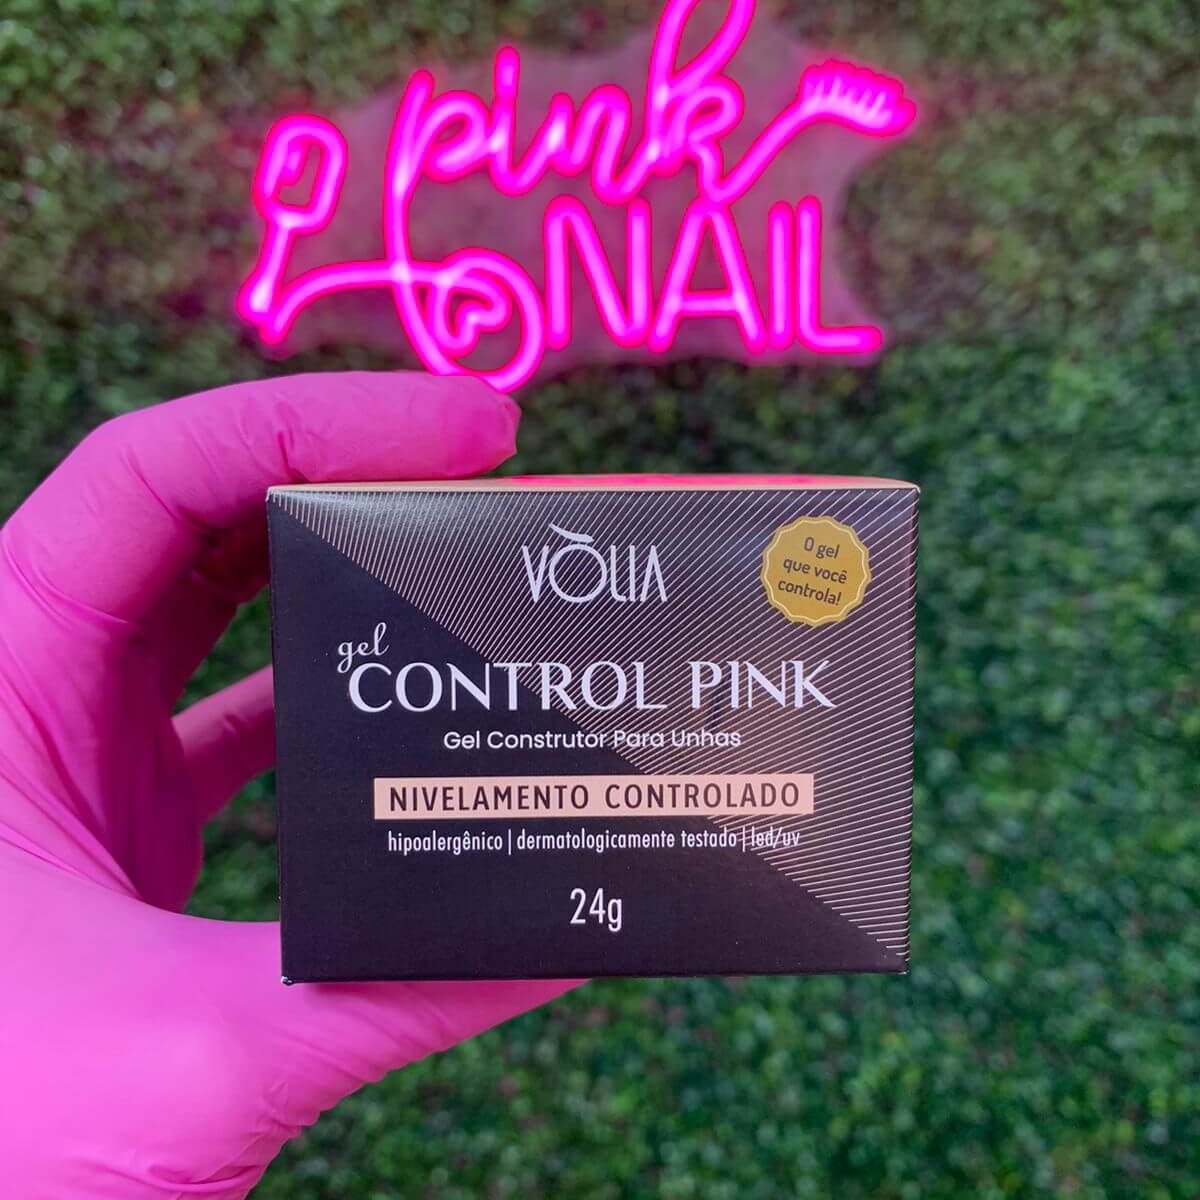 pink
NAIL
VÒLIA
O gel
que você
controla!
gel
CONTROL PINK
Gel Construtor Para Unhas
NIVELAMENTO CONTROLADO
hipoalergênico | dermatologicamente testado | led/uv
24g